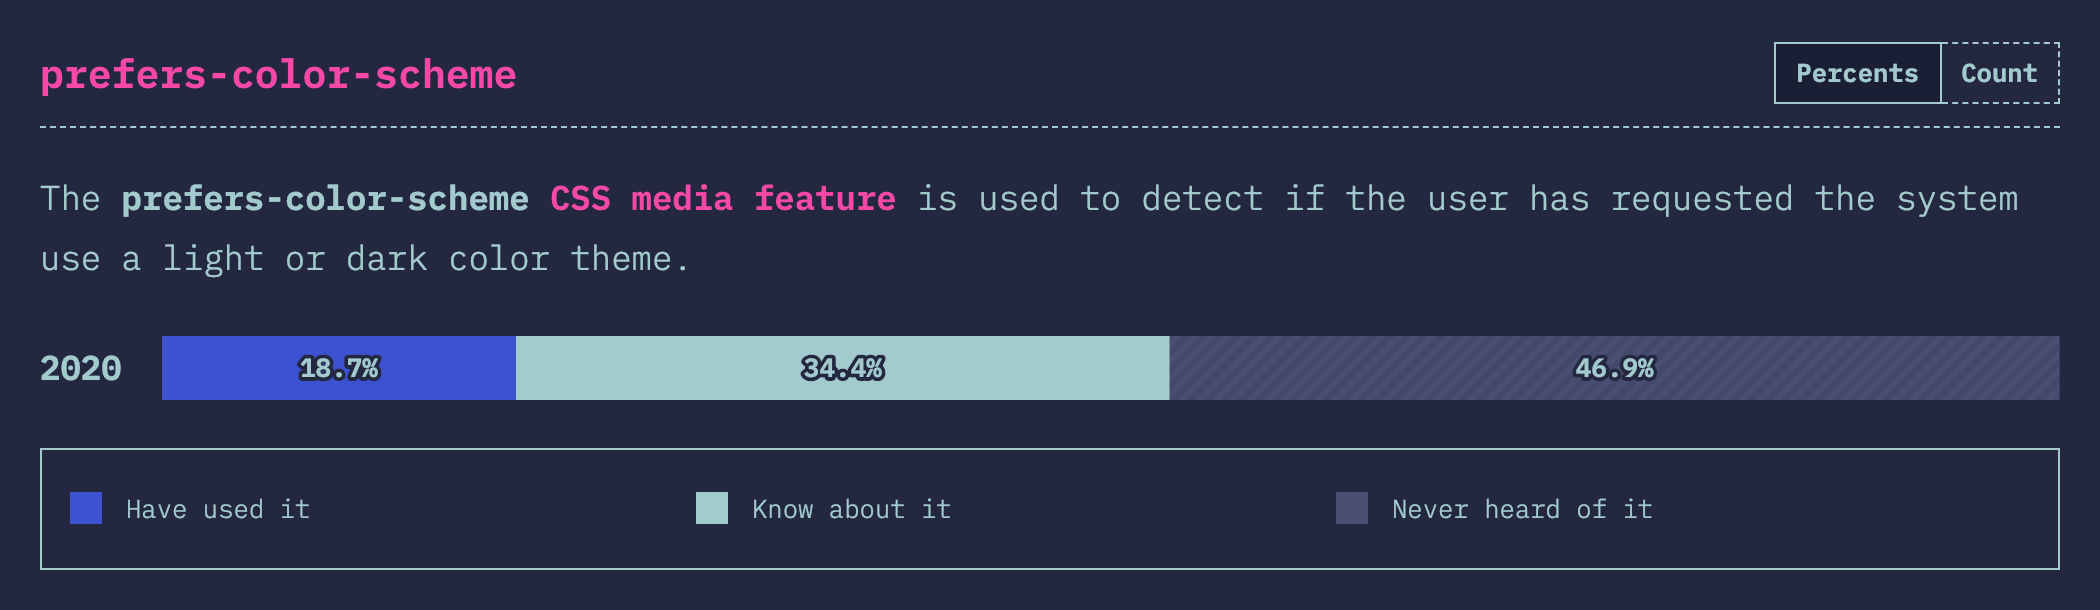 prefers-color-scheme
Percents Count
The prefers-color-scheme CSS media feature is used to detect if the user has requested the system
use a light or dark color theme.
2020 18.7% 34.4% 46.9%
Have used it Know about it Never heard of it